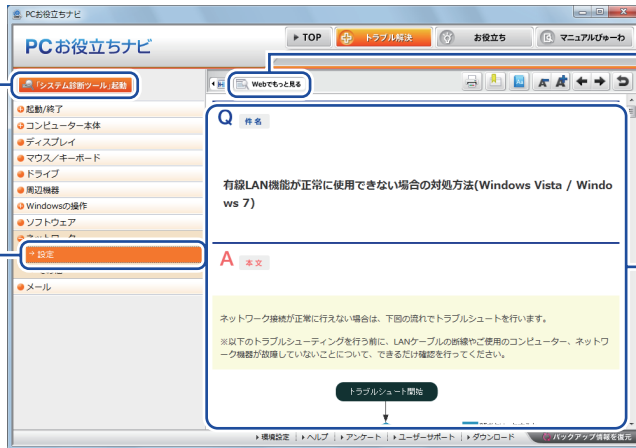 PCお役立ちナビ
PCお役立ちナビ
TOP
トラブル解決
お役立ち
マニュアルびゅーわ
「システム診断ツール」起動
Webでもっと見る
起動/終了
コンピューター本体
ディスプレイ
マウス/キーボード
ドライブ
周辺機器
Windowsの操作
ソフトウェア
ネットワーク
設定
メール
Q 件名
有線LAN機能が正常に使用できない場合の対処方法(Windows Vista / Windo
ws 7)
A 本文
ネットワーク接続が正常に行えない場合は、下図の流れでトラブルシュートを行います。
※以下のトラブルシューティングを行う前に、LANケーブルの断線やご使用のコンピューター、ネットワ
ーク機器が故障していないことについて、できるだけ確認を行ってください。
トラブルシュート開始
環境設定 | ヘルプ | アンケート | ユーザーサポート | ダウンロード
バックアップ情報を復元